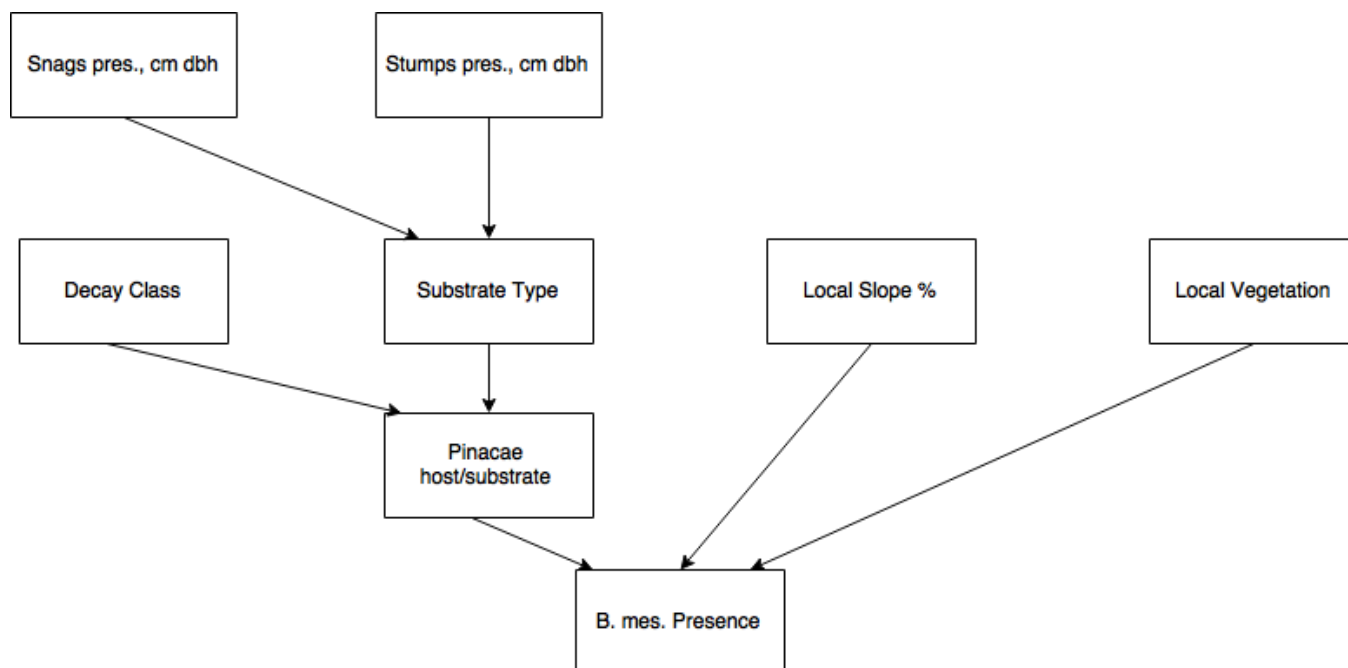 Snags pres., cm dbh
Stumps pres., cm dbh
Decay Class
Substrate Type
Local Slope %
Local Vegetation
Pinacae
host/substrate
B. mes. Presence